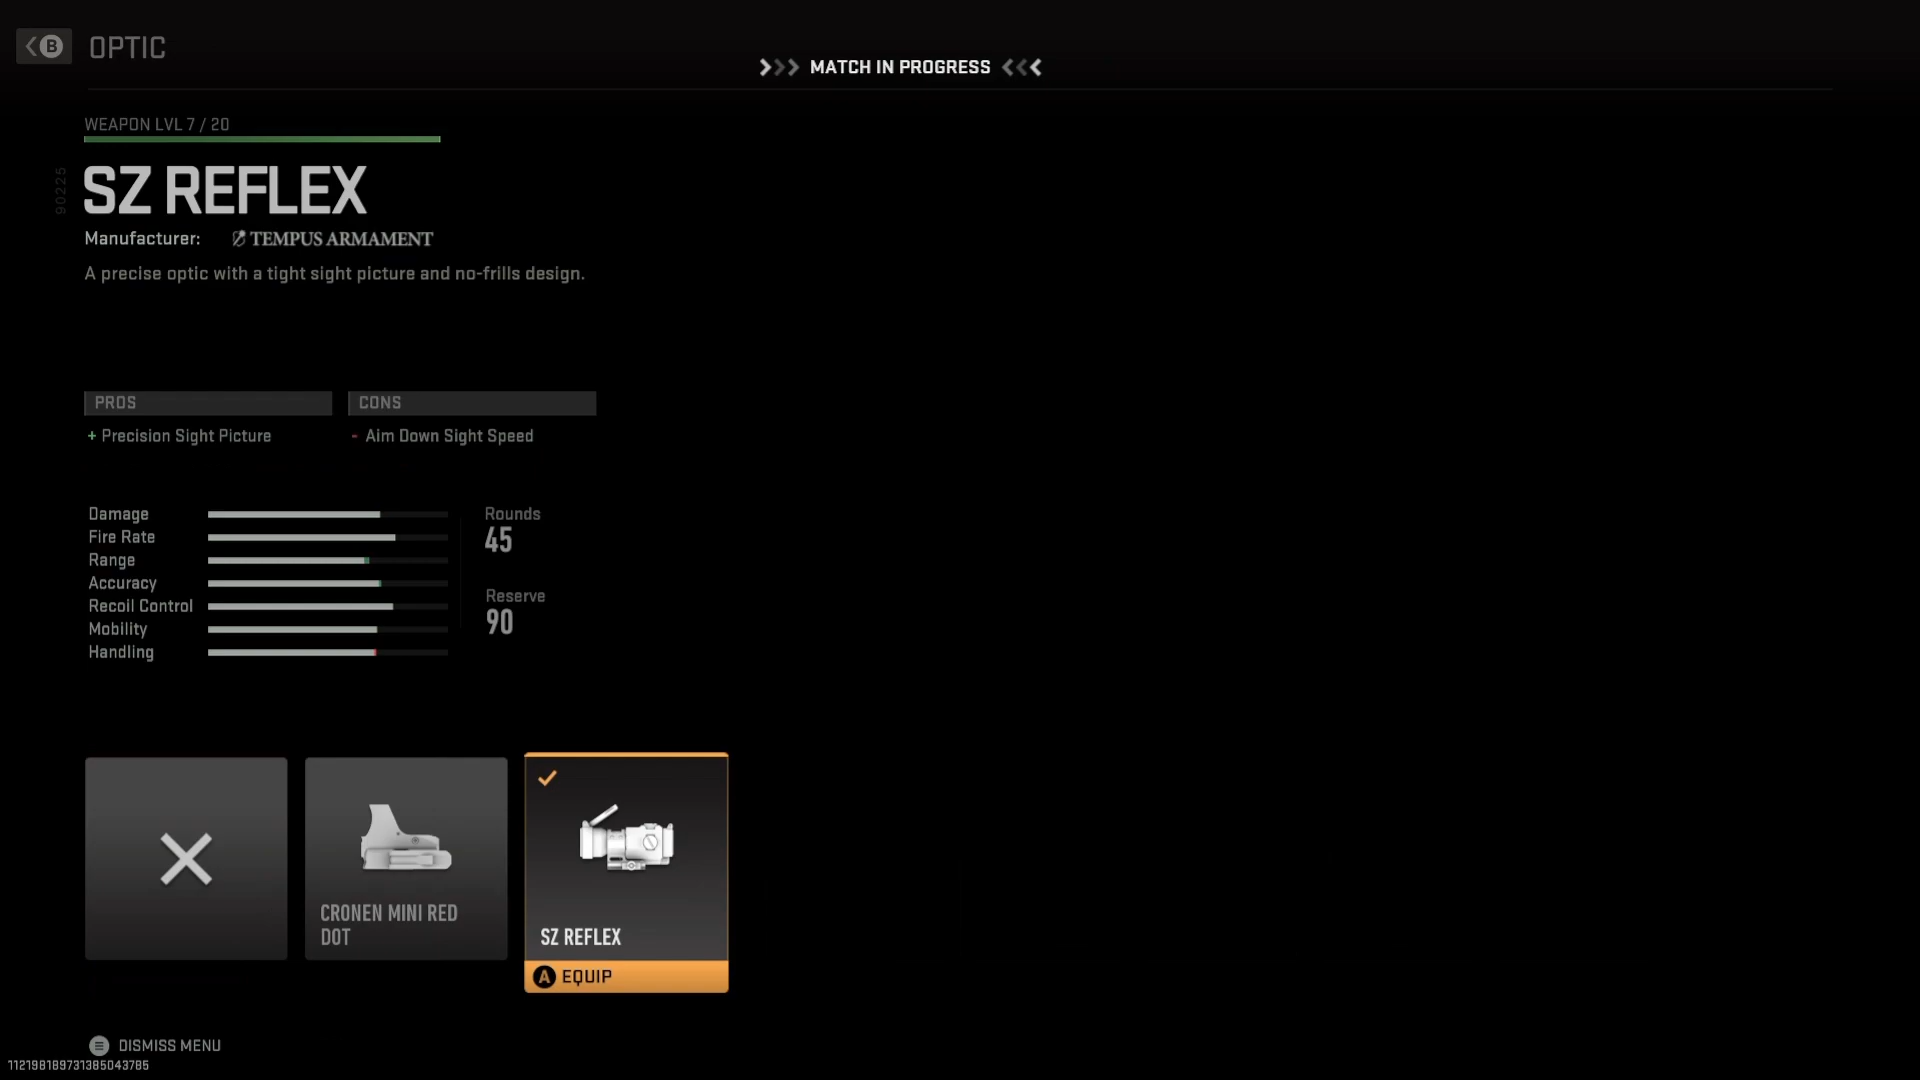 B OPTIC
MATCH IN PROGRESS
WEAPON LVL 7 / 20
90225
SZ REFLEX
Manufacturer: TEMPUS ARMAMENT
A precise optic with a tight sight picture and no-frills design.
PROS CONS
+ Precision Sight Picture - Aim Down Sight Speed
Damage
Fire Rate
Range
Accuracy
Recoil Control
Mobility
Handling
Rounds
45
Reserve
90
CRONEN MINI RED
DOT
SZ REFLEX
A EQUIP
DISMISS MENU
112198189731385043785